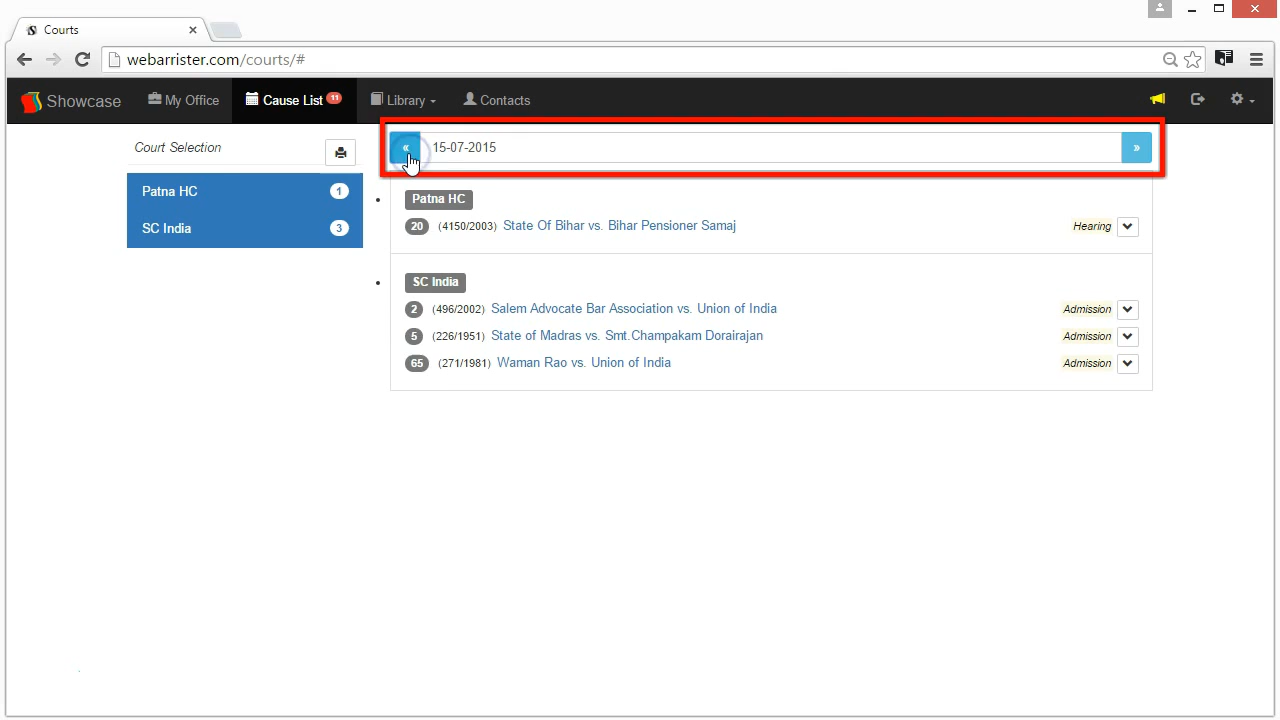 Courts
webarrister.com/courts/#
Showcase My Office Cause List 11 Library Contacts
Court Selection
Patna HC 1
SC India 3
« 15-07-2015 »
Patna HC
20 (4150/2003) State Of Bihar vs. Bihar Pensioner Samaj Hearing
SC India
2 (496/2002) Salem Advocate Bar Association vs. Union of India Admission
5 (226/1951) State of Madras vs. Smt.Champakam Dorairajan Admission
65 (271/1981) Waman Rao vs. Union of India Admission